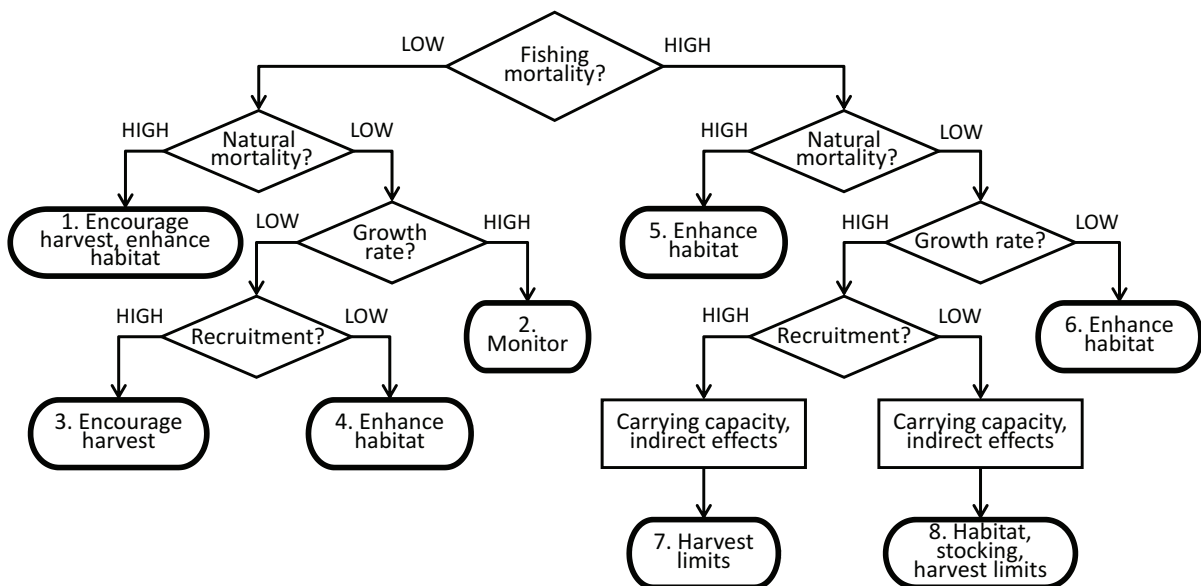 LOW
Fishing
mortality?
HIGH
HIGH
Natural
mortality?
LOW
HIGH
Natural
mortality?
LOW
1. Encourage
harvest, enhance
habitat
LOW
Growth
rate?
HIGH
5. Enhance
habitat
HIGH
Growth rate?
LOW
HIGH
Recruitment?
LOW
2.
Monitor
HIGH
Recruitment?
LOW
6. Enhance
habitat
3. Encourage
harvest
4. Enhance
habitat
Carrying capacity,
indirect effects
Carrying capacity,
indirect effects
7. Harvest
limits
8. Habitat,
stocking,
harvest limits